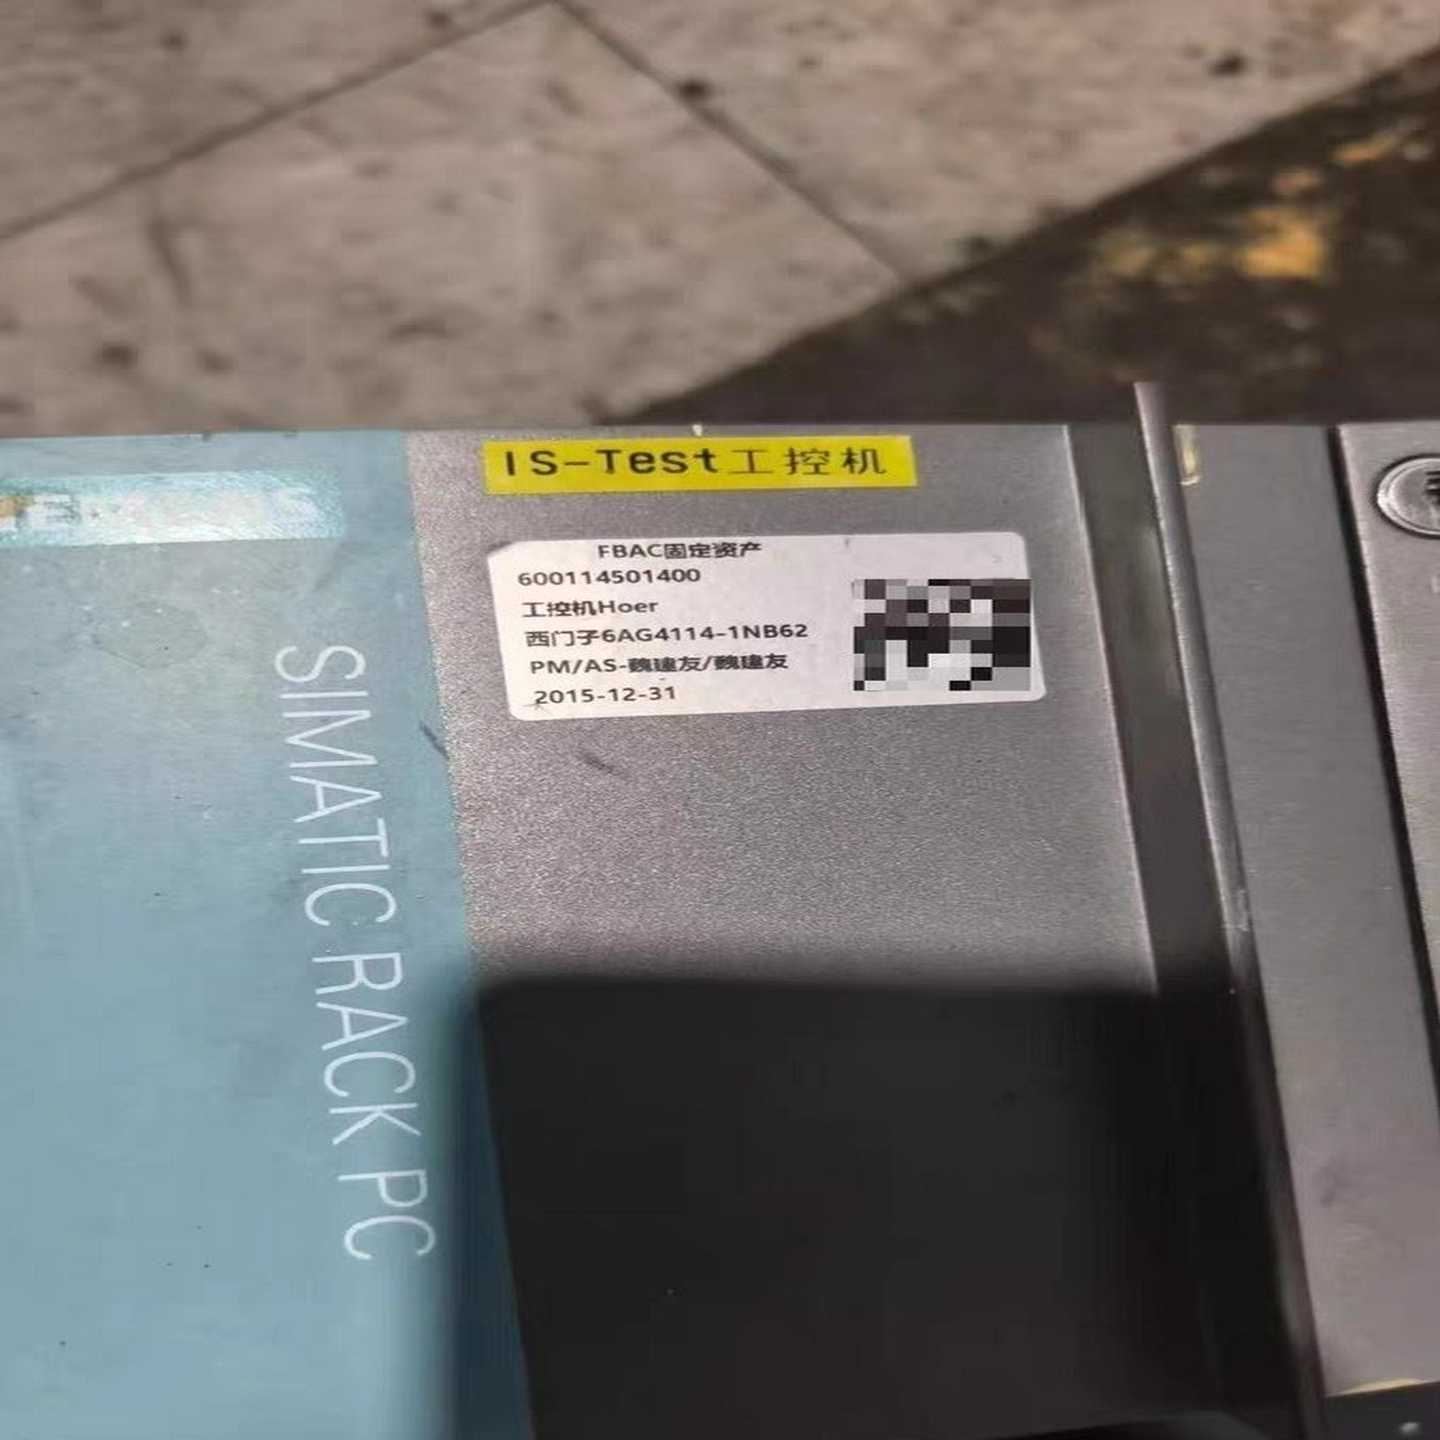 IS-Test工控机
FBAC固定资产
600114501400
工控机Hoer
西门子6AG4114-1NB62
PM/AS-魏建友/魏建友
2015-12-31
SIMATIC RACK PC